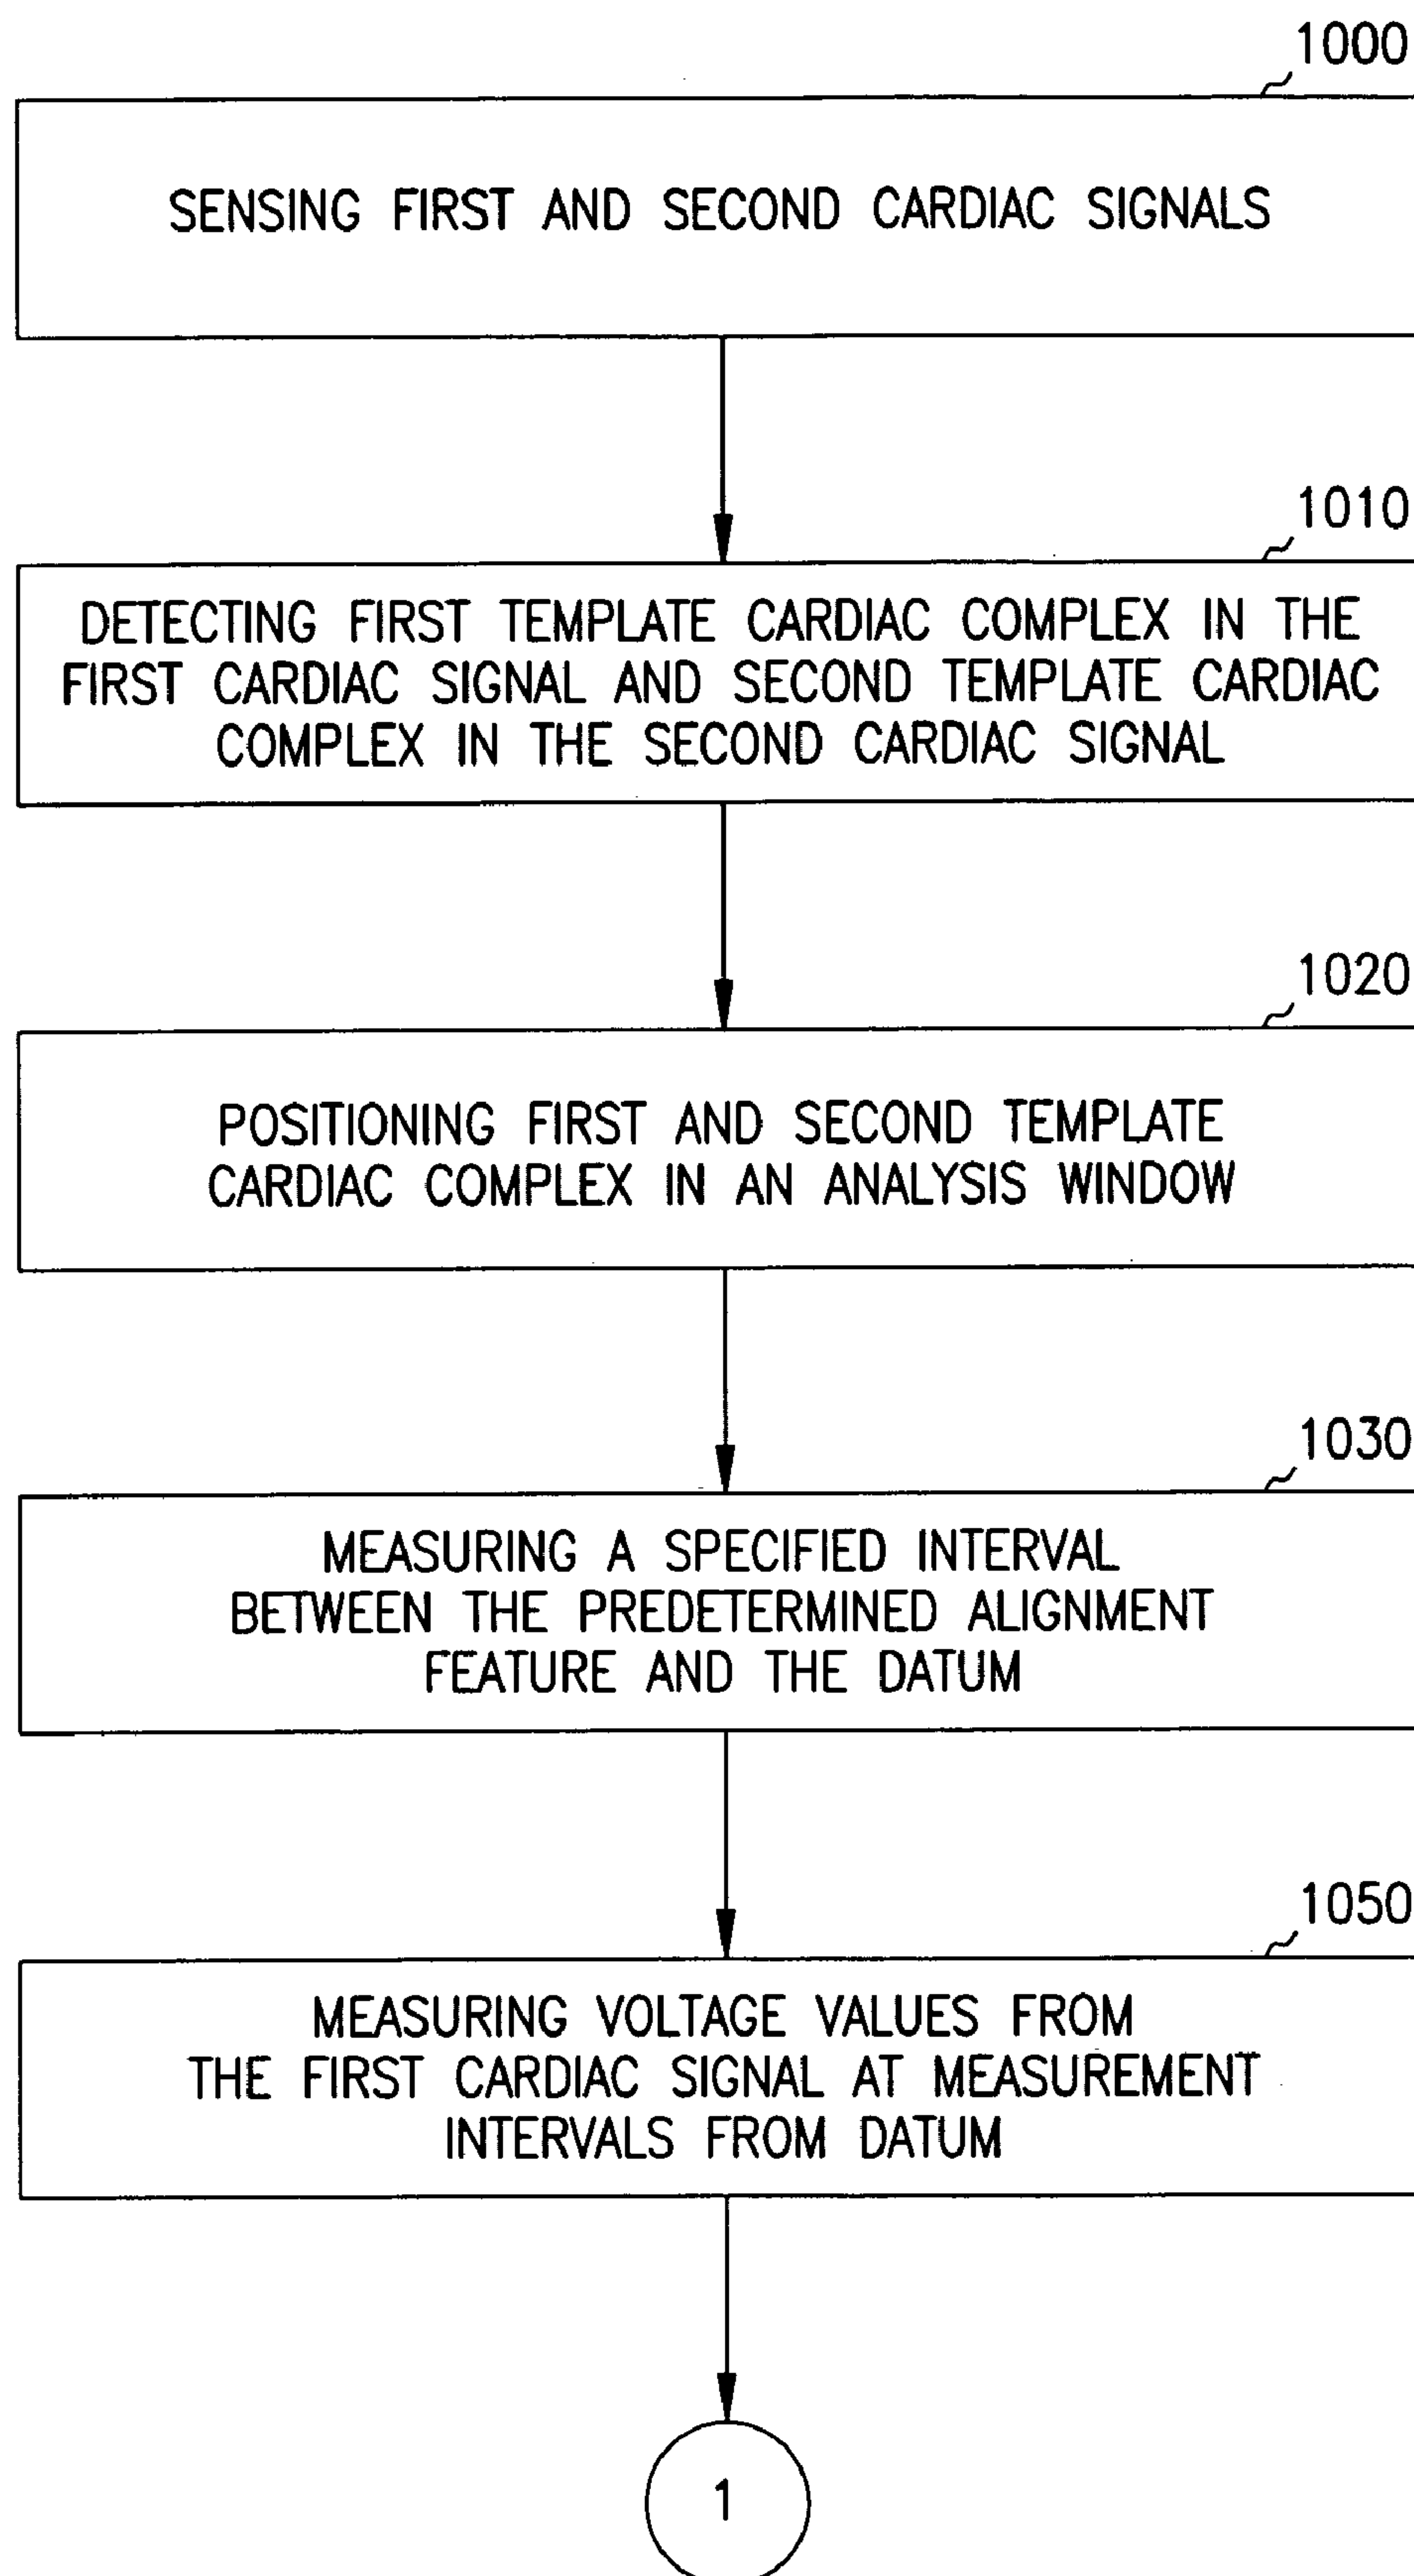 1000
SENSING FIRST AND SECOND CARDIAC SIGNALS
1010
DETECTING FIRST TEMPLATE CARDIAC COMPLEX IN THE
FIRST CARDIAC SIGNAL AND SECOND TEMPLATE CARDIAC
COMPLEX IN THE SECOND CARDIAC SIGNAL
1020
POSITIONING FIRST AND SECOND TEMPLATE
CARDIAC COMPLEX IN AN ANALYSIS WINDOW
1030
MEASURING A SPECIFIED INTERVAL
BETWEEN THE PREDETERMINED ALIGNMENT
FEATURE AND THE DATUM
1050
MEASURING VOLTAGE VALUES FROM
THE FIRST CARDIAC SIGNAL AT MEASUREMENT
INTERVALS FROM DATUM
1